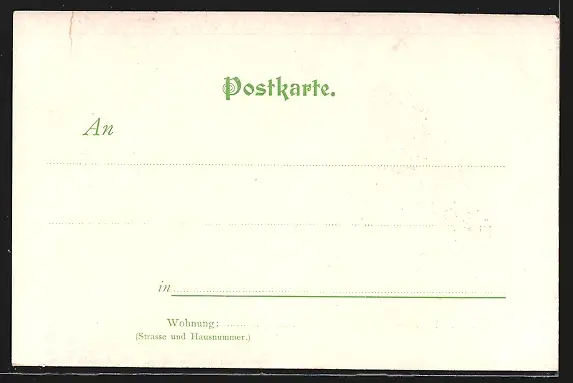 Postkarte.
An
in
Wohnung:
(Strasse und Hausnummer.)